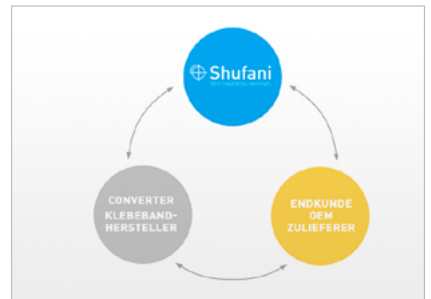 Shufani
CONVERTER
KLEBEBAND-
HERSTELLER
ENDKUNDE
OEM
ZULIEFERER